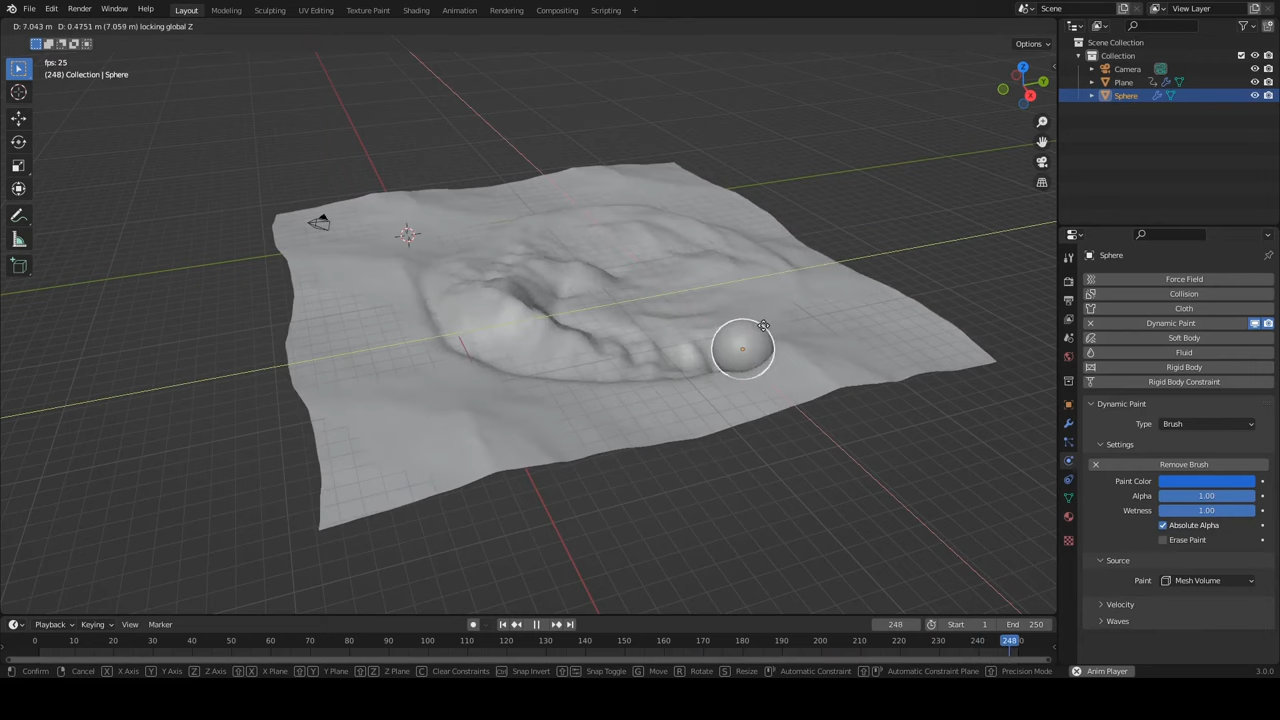 File Edit Render Window Help Layout Modeling Sculpting UV Editing Texture Paint Shading Animation Rendering Compositing Scripting + Scene View Layer
D: 7.043 m D: 0.4751 m (7.059 m) locking global Z
Options
fps: 25
(248) Collection | Sphere
Z
Y
X
Scene Collection
Collection
Camera
Plane
Sphere
Sphere
Force Field
Collision
Cloth
Dynamic Paint
Soft Body
Fluid
Rigid Body
Rigid Body Constraint
Dynamic Paint
Type Brush
Settings
Remove Brush
Paint Color
Alpha 1.00
Wetness 1.00
Absolute Alpha
Erase Paint
Source
Paint Mesh Volume
Velocity
Waves
Playback Keying View Marker 248 Start 1 End 250
0 10 20 30 40 50 60 70 80 90 100 110 120 130 140 150 160 170 180 190 200 210 220 230 240 248
Confirm Cancel X X Axis Y Y Axis Z Z Axis X X Plane Y Y Plane Z Z Plane C Clear Constraints Snap Invert Snap Toggle G Move R Rotate S Resize Automatic Constraint Automatic Constraint Plane Precision Mode Anim Player 3.0.0